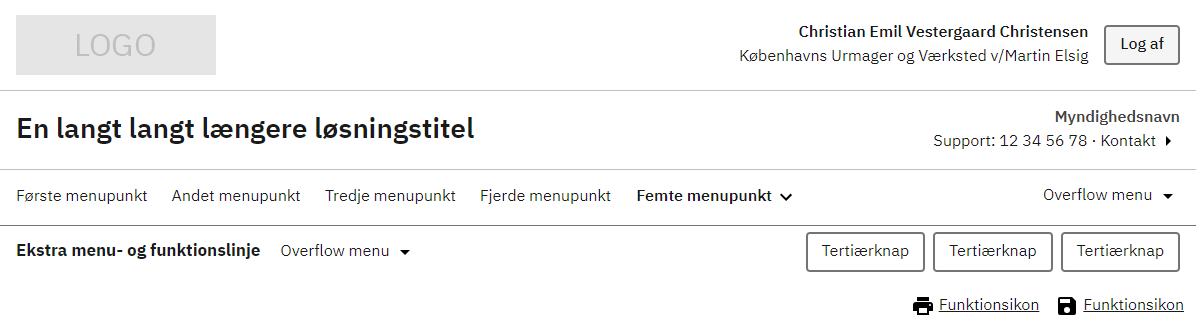 LOGO
Christian Emil Vestergaard Christensen
Københavns Urmager og Værksted v/Martin Elsig
Log af
En langt langt længere løsningstitel
Myndighedsnavn
Support: 12 34 56 78 · Kontakt
Første menupunkt Andet menupunkt Tredje menupunkt Fjerde menupunkt Femte menupunkt Overflow menu
Ekstra menu- og funktionslinje Overflow menu Tertiærknap Tertiærknap Tertiærknap
Funktionsikon Funktionsikon